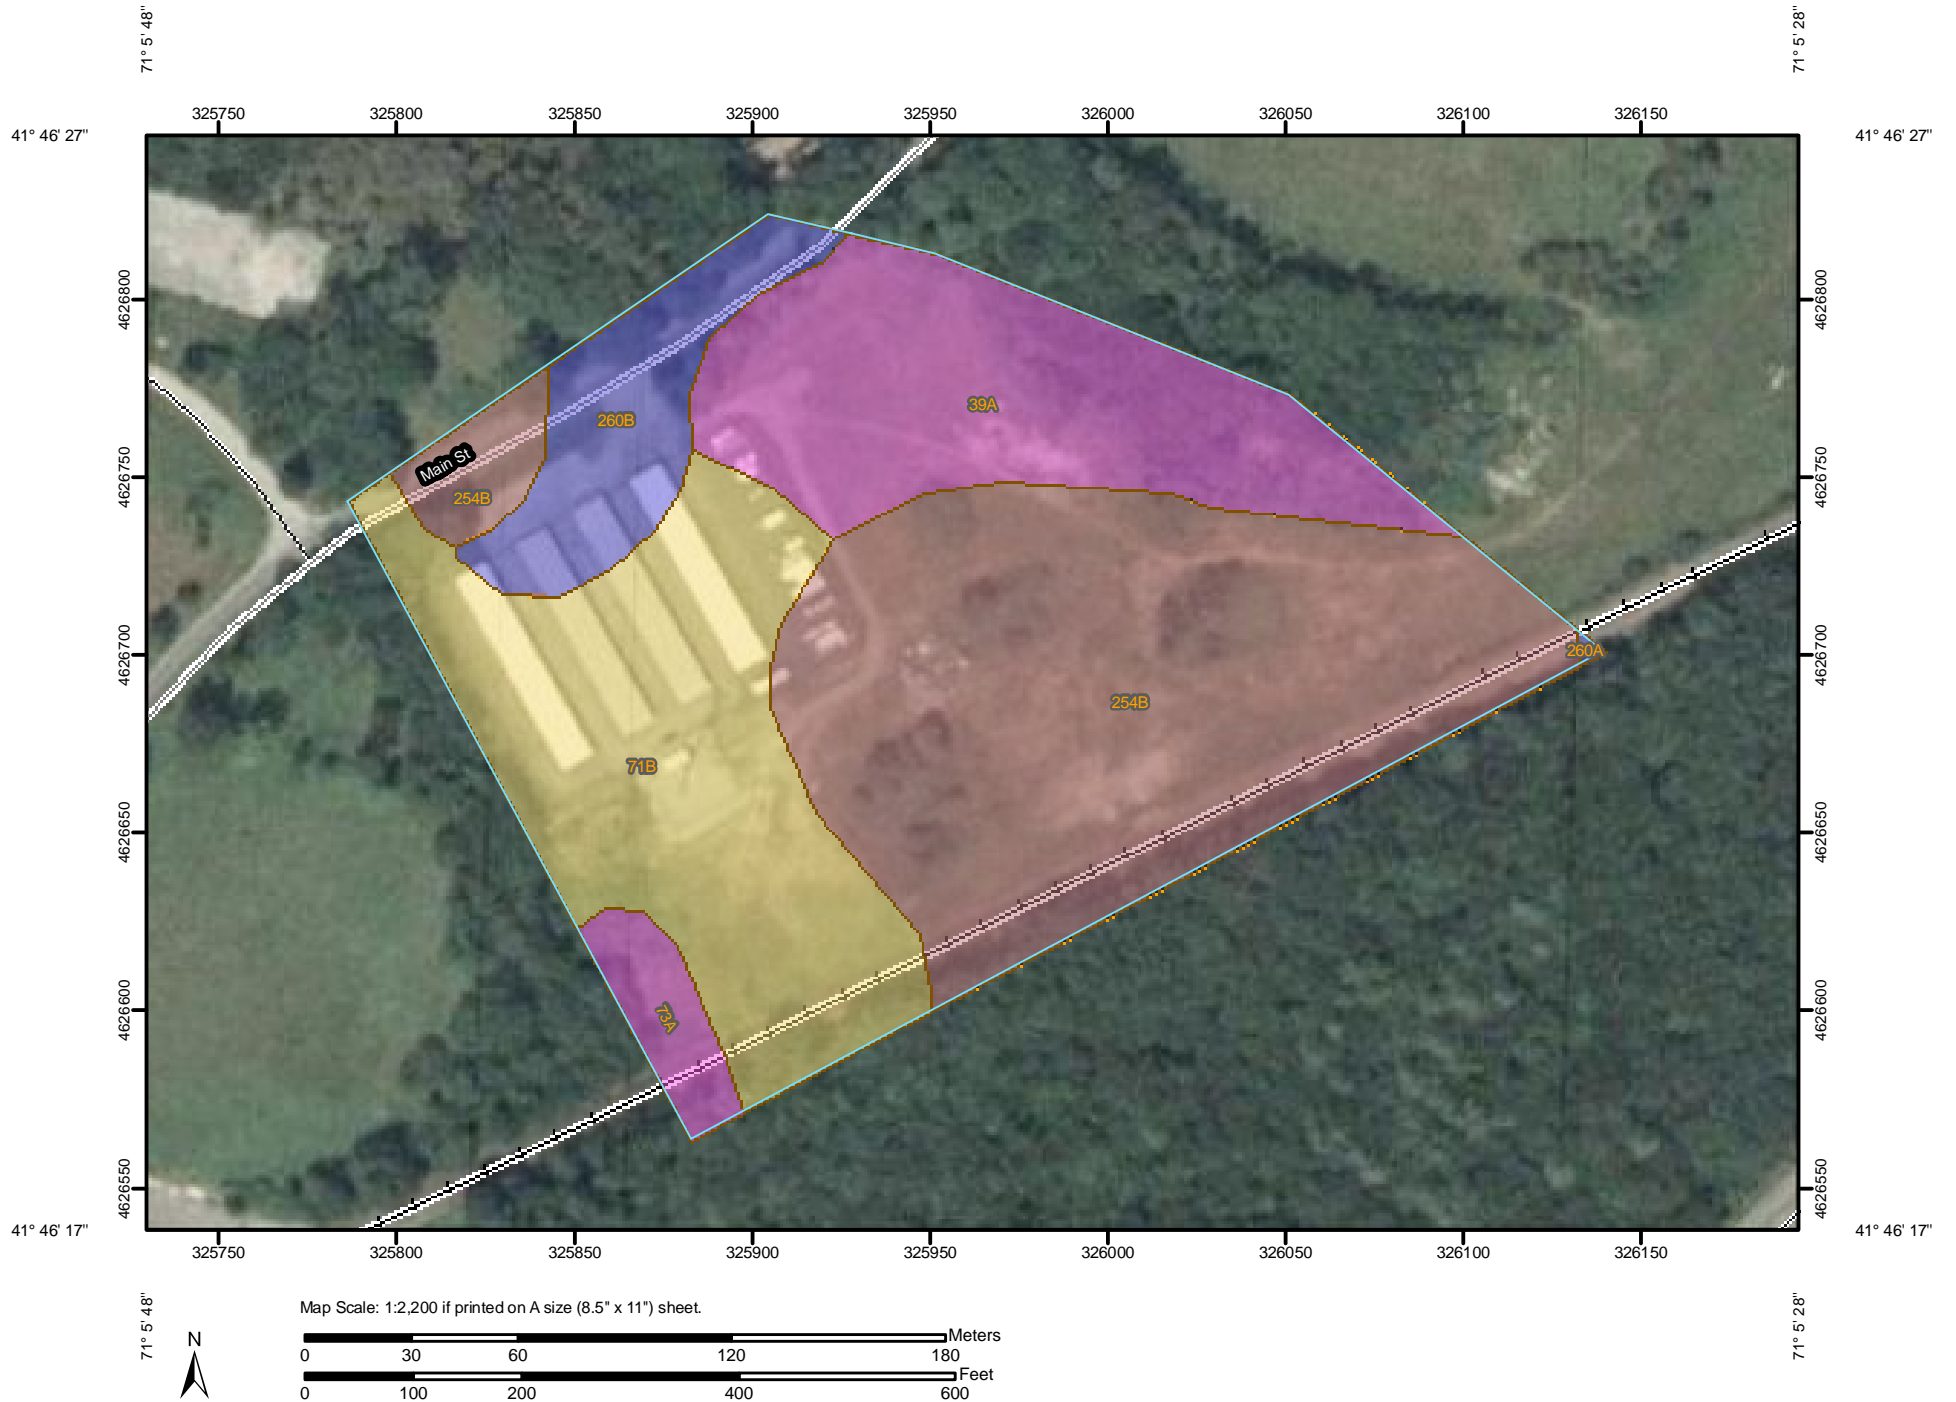 71° 5' 48"
71° 5' 28"
325750 325800 325850 325900 325950 326000 326050 326100 326150
41° 46' 27" 41° 46' 27"
4626800 4626800
39A
260B
Main St
4626750 4626750
254B
4626700 4626700
260A
254B
71B
4626650 4626650
4626600 4626600
73A
4626550 4626550
41° 46' 17" 41° 46' 17"
325750 325800 325850 325900 325950 326000 326050 326100 326150
71° 5' 48"
71° 5' 28"
Map Scale: 1:2,200 if printed on A size (8.5" x 11") sheet.
N
Meters
0 30 60 120 180
Feet
0 100 200 400 600